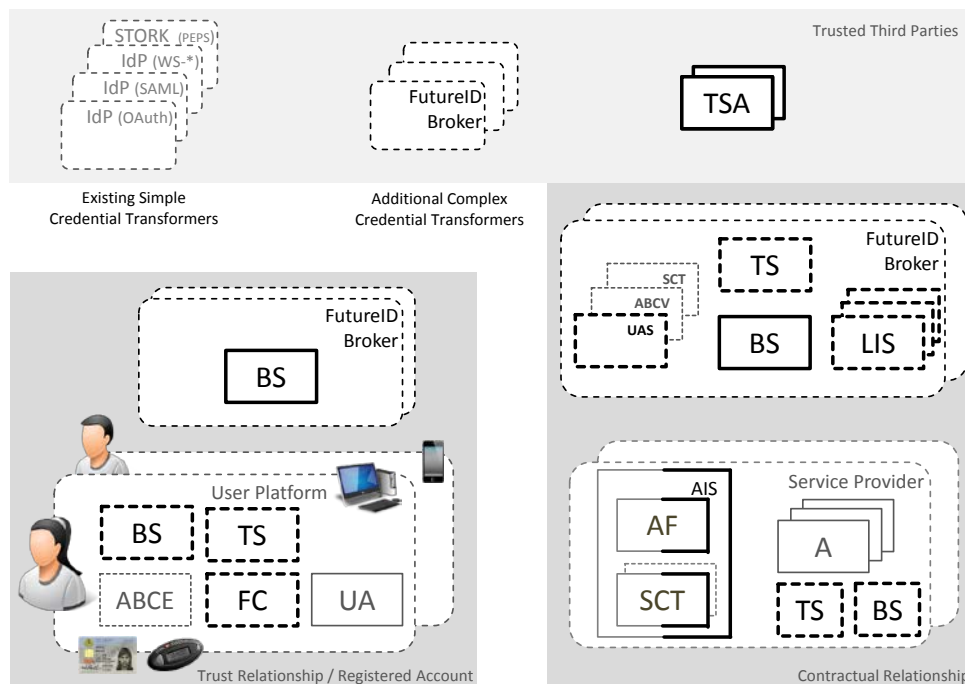 Trusted Third Parties
STORK (PEPS)
IdP (WS-*)
IdP (SAML)
IdP (OAuth)
FutureID
Broker
TSA
Existing Simple
Credential Transformers
Additional Complex
Credential Transformers
FutureID
Broker
BS
User Platform
BS
TS
ABCE
FC
UA
Trust Relationship / Registered Account
FutureID
Broker
TS
SCT
ABCV
UAS
BS
LIS
AIS
Service Provider
AF
A
SCT
TS
BS
Contractual Relationship